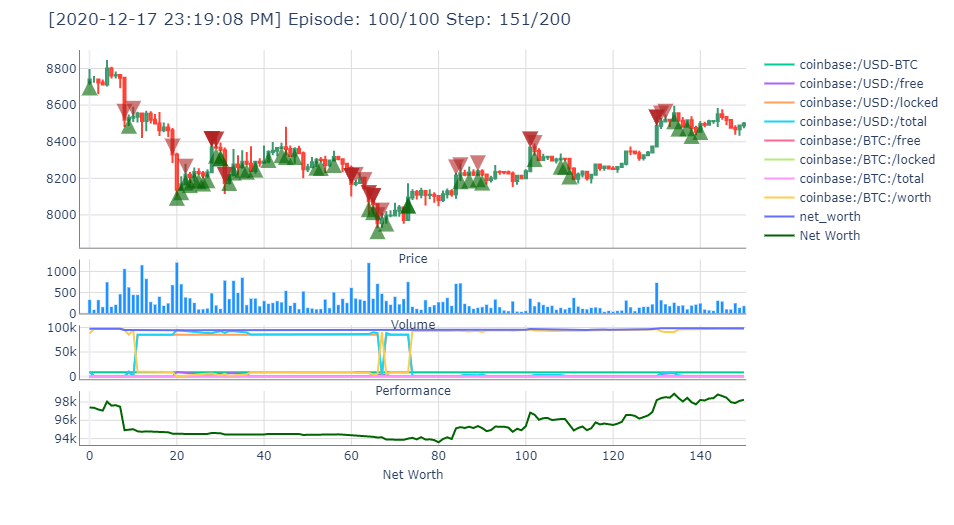 [2020-12-17 23:19:08 PM] Episode: 100/100 Step: 151/200
8800
8600
8400
8200
8000
Price
1000
500
0
Volume
100k
50k
0
Performance
98k
96k
94k
0 20 40 60 80 100 120 140
Net Worth
coinbase:/USD-BTC
coinbase:/USD:/free
coinbase:/USD:/locked
coinbase:/USD:/total
coinbase:/BTC:/free
coinbase:/BTC:/locked
coinbase:/BTC:/total
coinbase:/BTC:/worth
net_worth
Net Worth